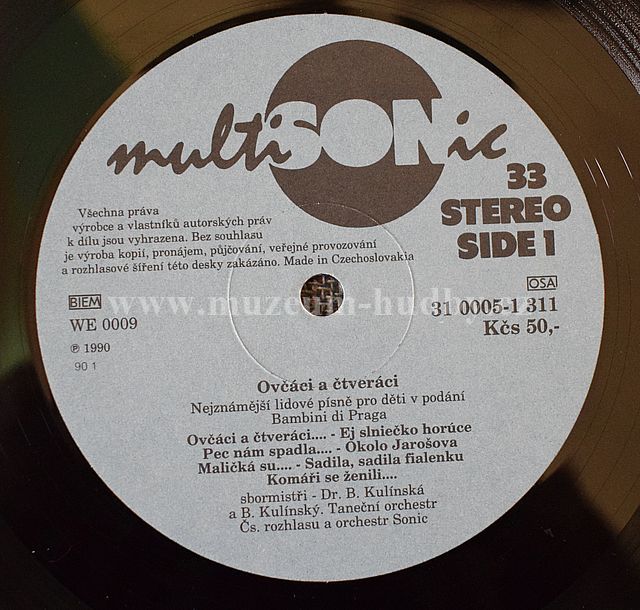 multiSONic
33
STEREO
SIDE 1
Všechna práva
výrobce a vlastníků autorských práv
k dílu jsou vyhrazena. Bez souhlasu
je výroba kopií, pronájem, půjčování, veřejné provozování
a rozhlasové šíření této desky zakázáno. Made in Czechoslovakia
BIEM
OSA
www.muzeum-hudby.cz
WE 0009
31 0005-1 311
Kčs 50,-
℗ 1990
90 1
Ovčáci a čtveráci
Nejznámější lidové písně pro děti v podání
Bambini di Praga
Ovčáci a čtveráci.... - Ej slniečko horúce
Pec nám spadla.... - Okolo Jarošova
Maličká su.... - Sadila, sadila fialenku
Komáři se ženili....
sbormistři - Dr. B. Kulínská
a B. Kulínský. Taneční orchestr
Čs. rozhlasu a orchestr Sonic